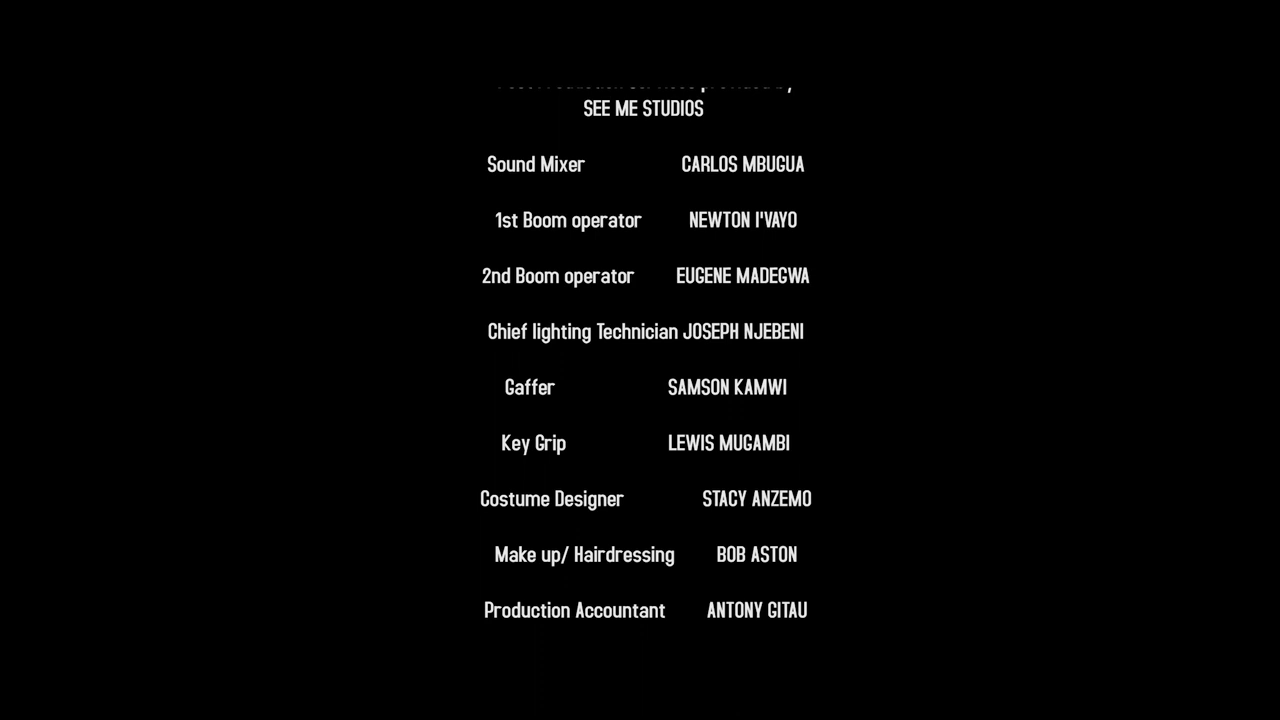 SEE ME STUDIOS
Sound Mixer CARLOS MBUGUA
1st Boom operator NEWTON I'VAYO
2nd Boom operator EUGENE MADEGWA
Chief lighting Technician JOSEPH NJEBENI
Gaffer SAMSON KAMWI
Key Grip LEWIS MUGAMBI
Costume Designer STACY ANZEMO
Make up/ Hairdressing BOB ASTON
Production Accountant ANTONY GITAU